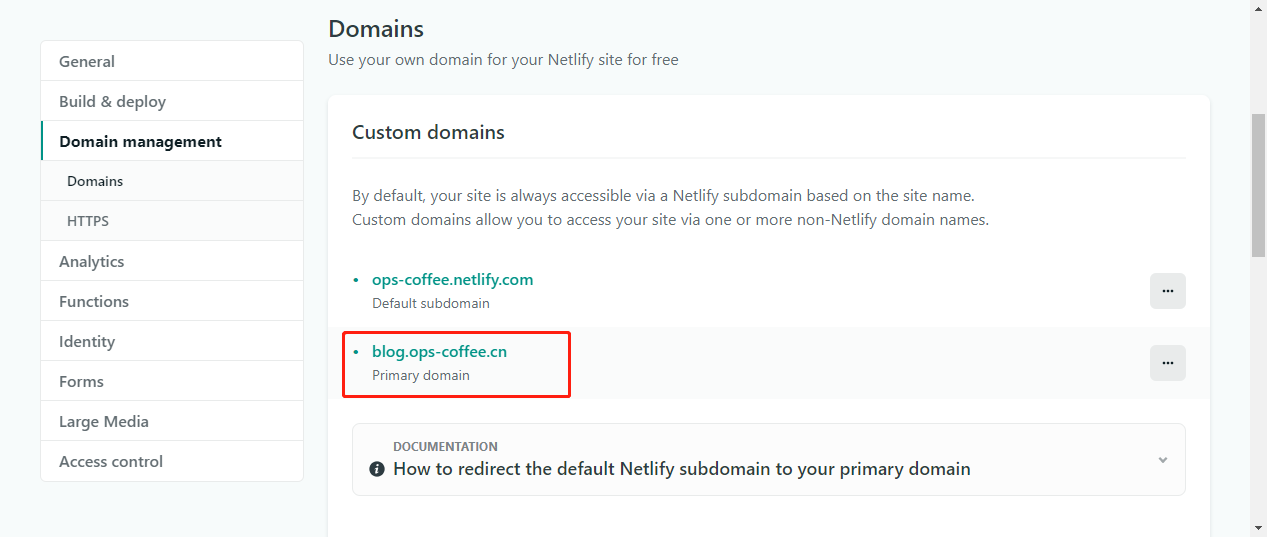 General
Build & deploy
Domain management
Domains
HTTPS
Analytics
Functions
Identity
Forms
Large Media
Access control
Domains
Use your own domain for your Netlify site for free
Custom domains
By default, your site is always accessible via a Netlify subdomain based on the site name.
Custom domains allow you to access your site via one or more non-Netlify domain names.
• ops-coffee.netlify.com
Default subdomain
• blog.ops-coffee.cn
Primary domain
DOCUMENTATION
How to redirect the default Netlify subdomain to your primary domain